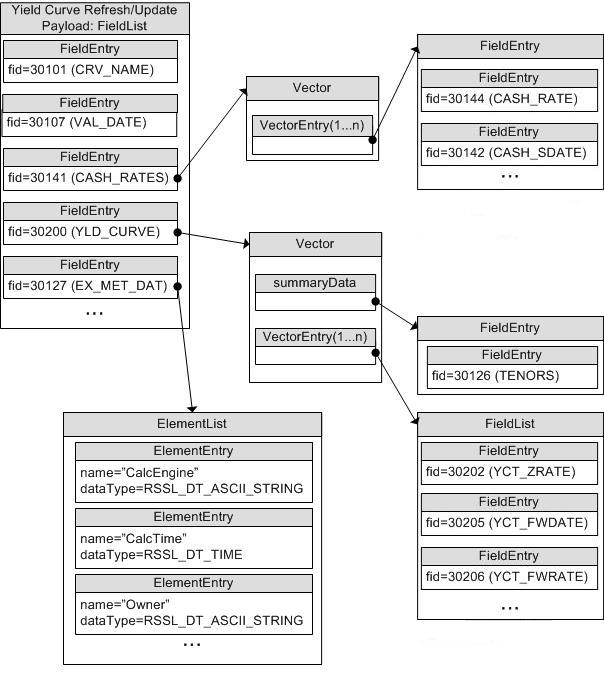 Yield Curve Refresh/Update
Payload: FieldList
FieldEntry
fid=30101 (CRV_NAME)
FieldEntry
fid=30107 (VAL_DATE)
FieldEntry
fid=30141 (CASH_RATES)
FieldEntry
fid=30200 (YLD_CURVE)
FieldEntry
fid=30127 (EX_MET_DAT)
...
Vector
VectorEntry(1...n)
FieldEntry
FieldEntry
fid=30144 (CASH_RATE)
FieldEntry
fid=30142 (CASH_SDATE)
...
Vector
summaryData
VectorEntry(1...n)
FieldEntry
FieldEntry
fid=30126 (TENORS)
FieldList
FieldEntry
fid=30202 (YCT_ZRATE)
FieldEntry
fid=30205 (YCT_FWDATE)
FieldEntry
fid=30206 (YCT_FWRATE)
...
ElementList
ElementEntry
name="CalcEngine"
dataType=RSSL_DT_ASCII_STRING
ElementEntry
name="CalcTime"
dataType=RSSL_DT_TIME
ElementEntry
name="Owner"
dataType=RSSL_DT_ASCII_STRING
...